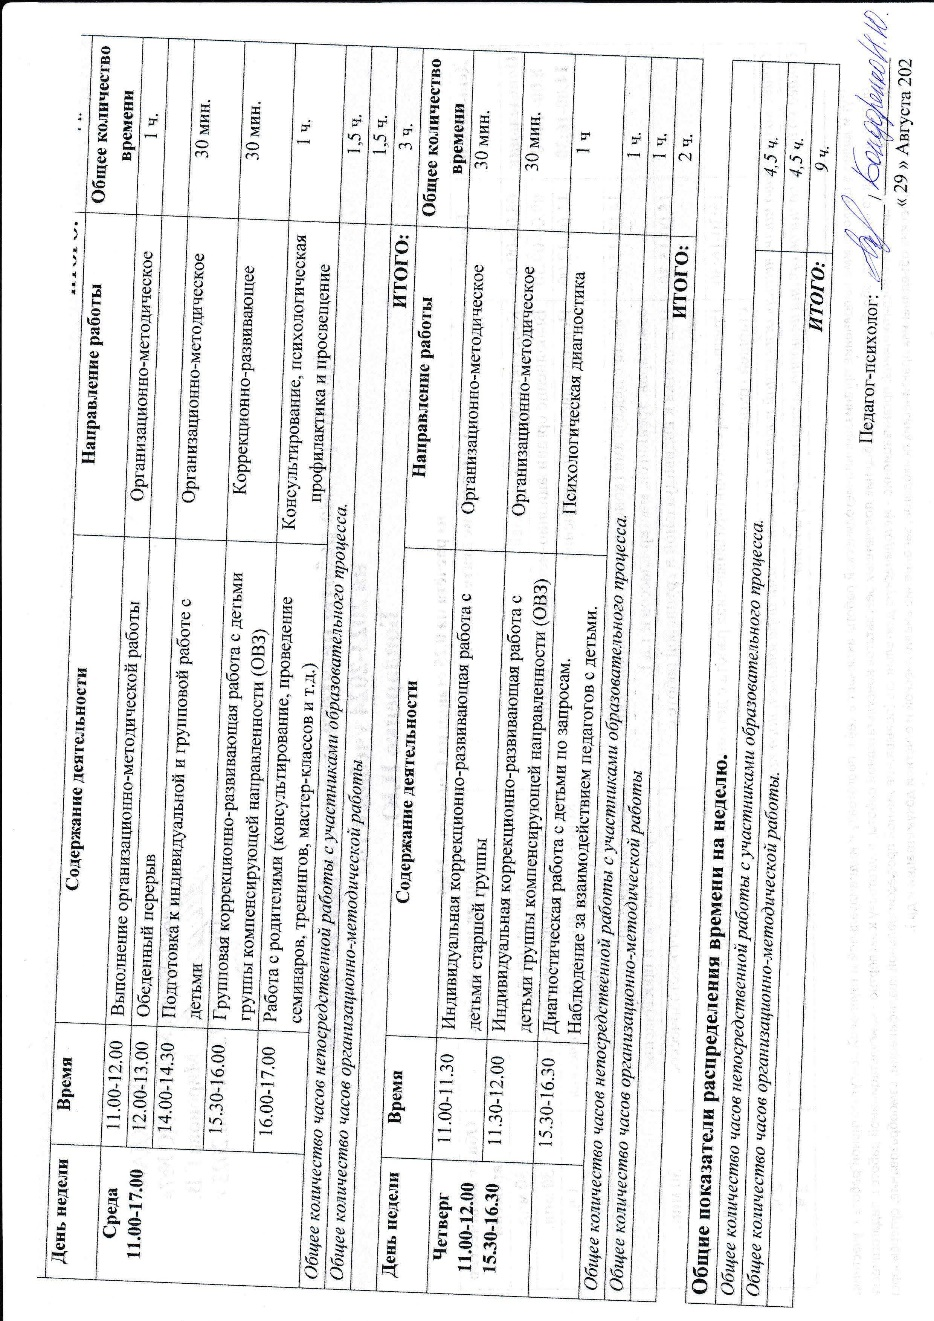 День недели Время Содержание деятельности Направление работы Общее количество времени
Среда 11.00-17.00
11.00-12.00 Выполнение организационно-методической работы Организационно-методическое 1 ч.
12.00-13.00 Обеденный перерыв
14.00-14.30 Подготовка к индивидуальной и групповой работе с
детьми Организационно-методическое 30 мин.
15.30-16.00 Групповая коррекционно-развивающая работа с детьми
группы компенсирующей направленности (ОВЗ) Коррекционно-развивающее 30 мин.
16.00-17.00 Работа с родителями (консультирование, проведение
семинаров, тренингов, мастер-классов и т.д.) Консультирование, психологическая
профилактика и просвещение 1 ч.
Общее количество часов непосредственной работы с участниками образовательного процесса. 1,5 ч.
Общее количество часов организационно-методической работы 1,5 ч.
ИТОГО: 3 ч.
День недели Время Содержание деятельности Направление работы Общее количество времени
Четверг
11.00-12.00
15.30-16.30
11.00-11.30 Индивидуальная коррекционно-развивающая работа с
детьми старшей группы Организационно-методическое 30 мин.
11.30-12.00 Индивидуальная коррекционно-развивающая работа с
детьми группы компенсирующей направленности (ОВЗ) Организационно-методическое 30 мин.
15.30-16.30 Диагностическая работа с детьми по запросам.
Наблюдение за взаимодействием педагогов с детьми. Психологическая диагностика 1 ч
Общее количество часов непосредственной работы с участниками образовательного процесса. 1 ч.
Общее количество часов организационно-методической работы 1 ч.
ИТОГО: 2 ч.
Общие показатели распределения времени на неделю.
Общее количество часов непосредственной работы с участниками образовательного процесса. 4,5 ч.
Общее количество часов организационно-методической работы. 4,5 ч.
ИТОГО: 9 ч.
Педагог-психолог:
« 29 » Августа 202